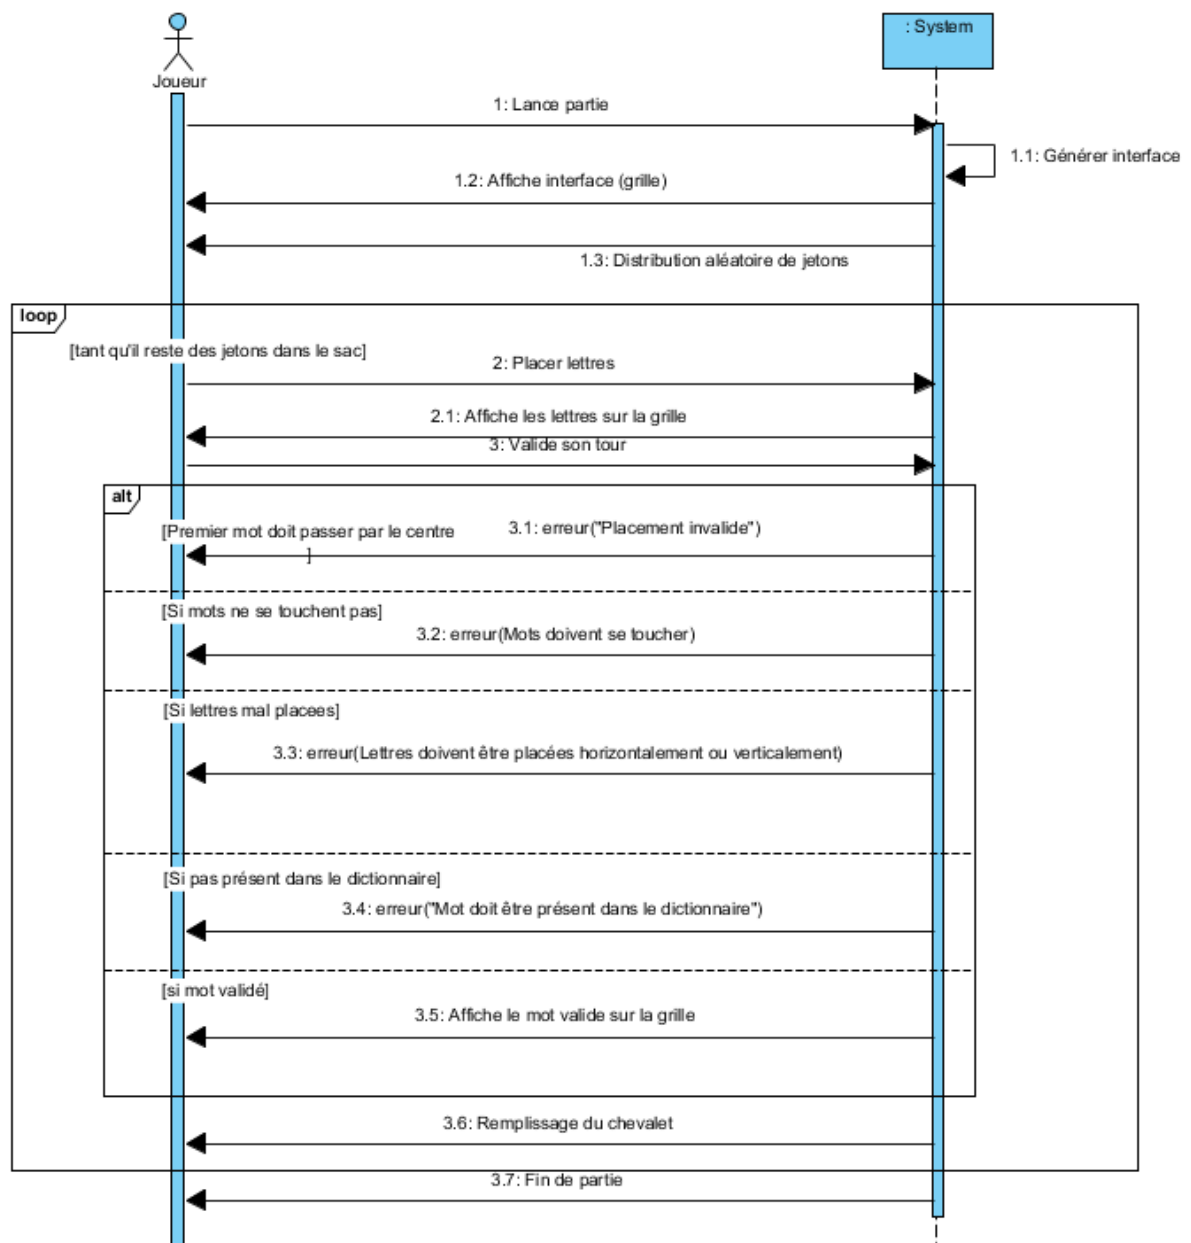 : System
Joueur
1: Lance partie
1.1: Générer interface
1.2: Affiche interface (grille)
1.3: Distribution aléatoire de jetons
loop
[tant qu'il reste des jetons dans le sac]
2: Placer lettres
2.1: Affiche les lettres sur la grille
3: Valide son tour
alt
[Premier mot doit passer par le centre
]
3.1: erreur("Placement invalide")
[Si mots ne se touchent pas]
3.2: erreur(Mots doivent se toucher)
[Si lettres mal placees]
3.3: erreur(Lettres doivent être placées horizontalement ou verticalement)
[Si pas présent dans le dictionnaire]
3.4: erreur("Mot doit être présent dans le dictionnaire")
[si mot validé]
3.5: Affiche le mot valide sur la grille
3.6: Remplissage du chevalet
3.7: Fin de partie